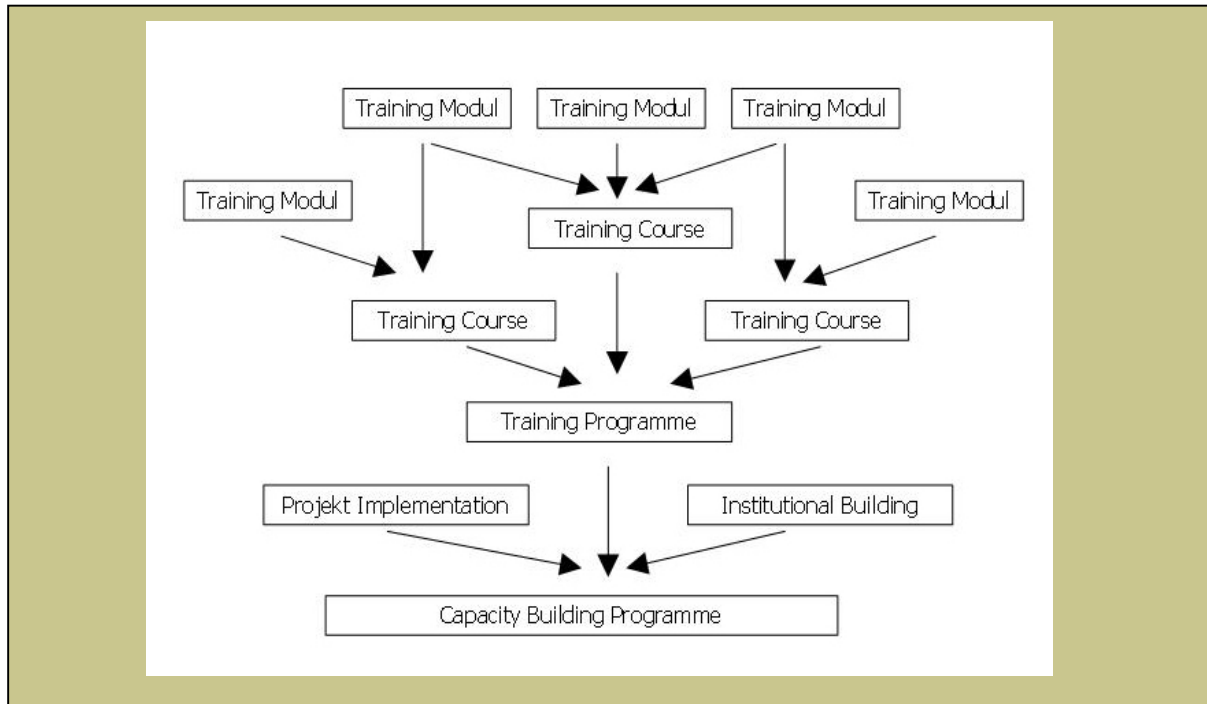 Training Modul
Training Modul
Training Modul
Training Modul
Training Modul
Training Course
Training Course
Training Course
Training Programme
Projekt Implementation
Institutional Building
Capacity Building Programme